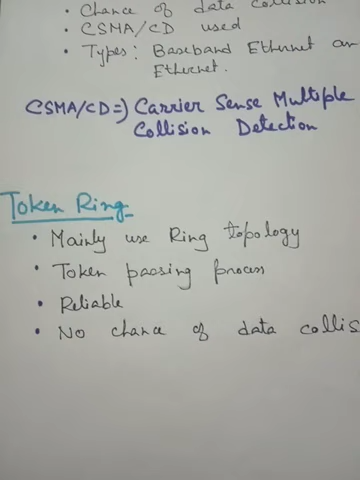 • Chance of data collision
• CSMA/CD used
• Types: Baseband Ethernet
Ethernet.
CSMA/CD => Carrier Sense Multiple
Collision Detection
Token Ring
• Mainly use Ring topology
• Token passing process
• Reliable
• No chance of data collis